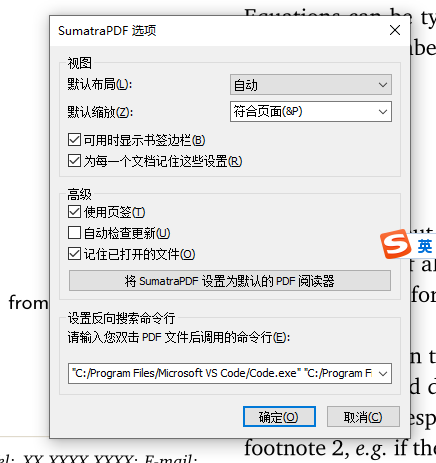 Equations can be ty
mbe
SumatraPDF 选项
视图
默认布局(L):
自动
默认缩放(Z):
符合页面(&P)
可用时显示书签边栏(B)
为每一个文档记住这些设置(R)
高级
使用页签(T)
自动检查更新(U)
记住已打开的文件(O)
将 SumatraPDF 设置为默认的 PDF 阅读器
设置反向搜索命令行
请输入您双击 PDF 文件后调用的命令行(E):
"C:/Program Files/Microsoft VS Code/Code.exe" "C:/Program F
确定(O)
取消(C)
英
ut
f al
from
for
n t
d d
esp
el: XX XXXX XXXX; E-mail:
footnote 2, e.g. if the